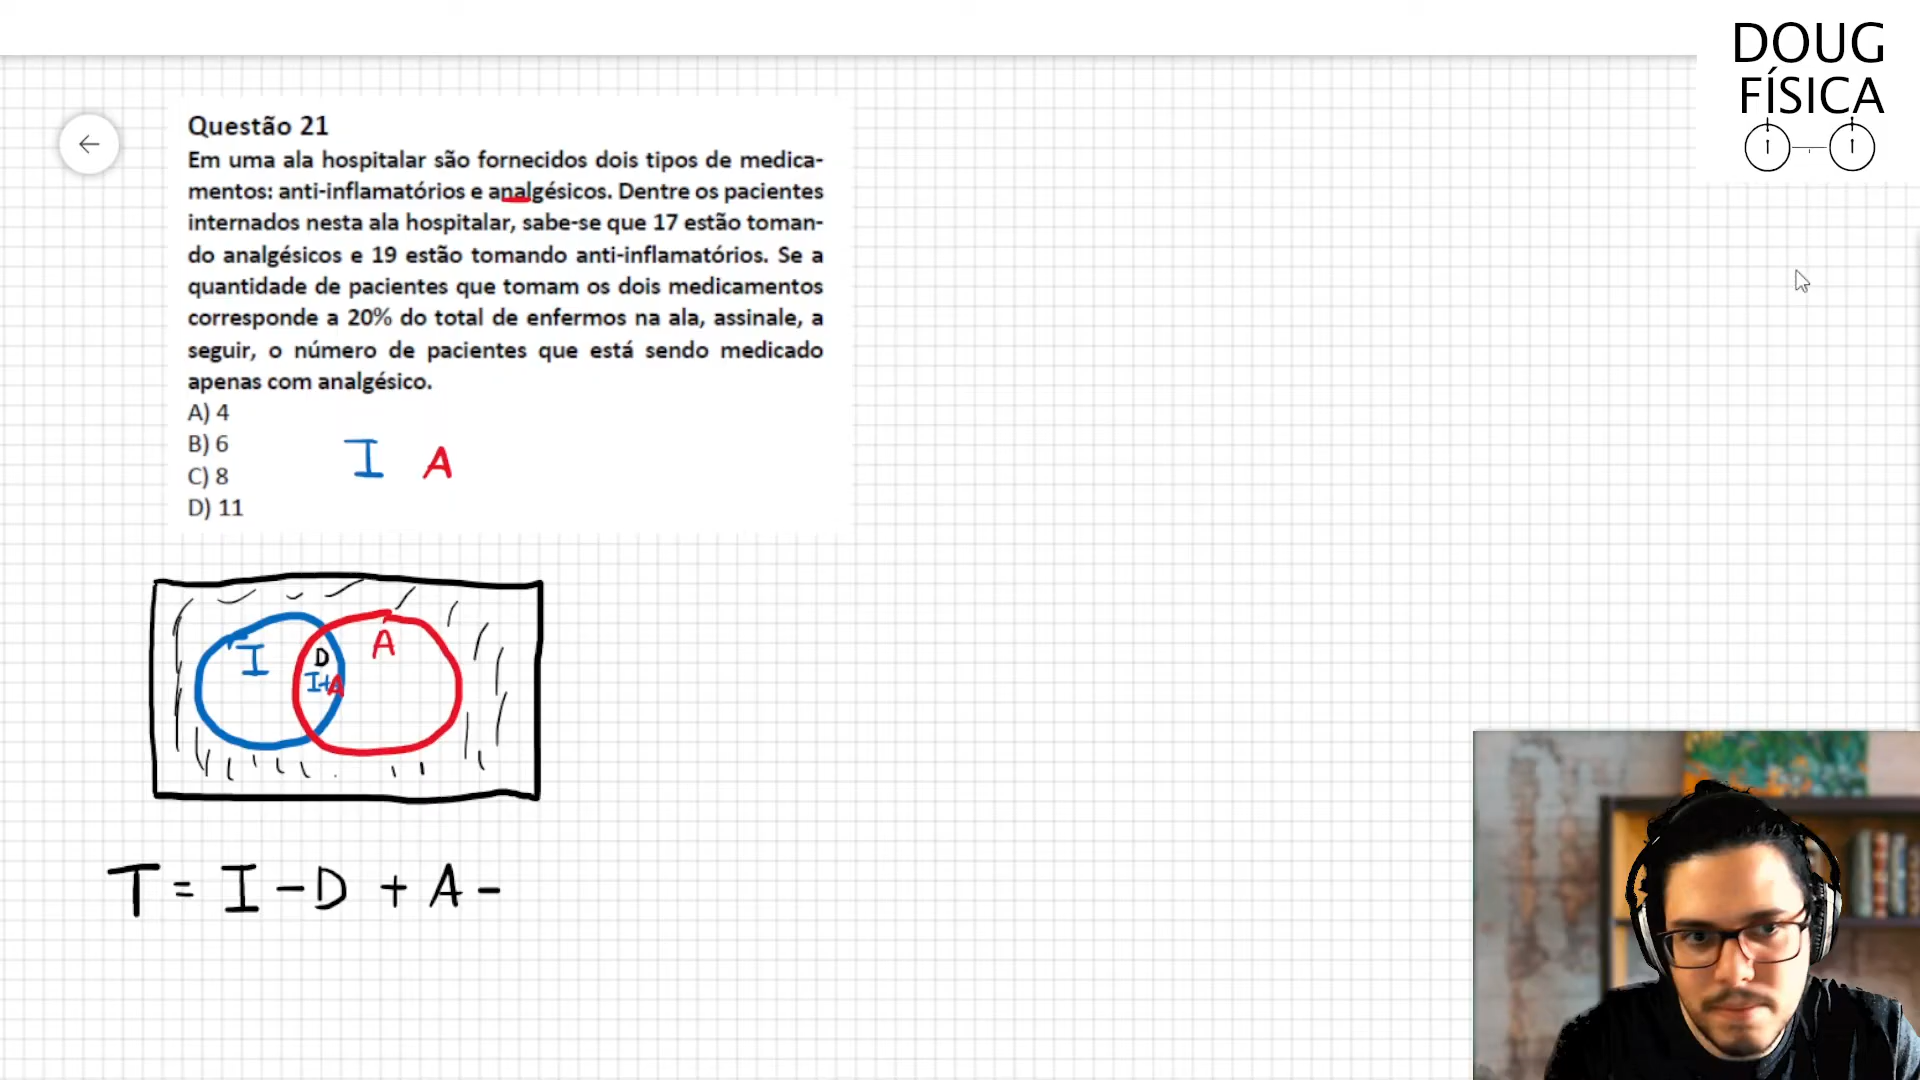 DOUG
FÍSICA
Questão 21
Em uma ala hospitalar são fornecidos dois tipos de medica-
mentos: anti-inflamatórios e analgésicos. Dentre os pacientes
internados nesta ala hospitalar, sabe-se que 17 estão toman-
do analgésicos e 19 estão tomando anti-inflamatórios. Se a
quantidade de pacientes que tomam os dois medicamentos
corresponde a 20% do total de enfermos na ala, assinale, a
seguir, o número de pacientes que está sendo medicado
apenas com analgésico.
A) 4
B) 6
C) 8
D) 11
I A
I D A
I+A
T = I - D + A -